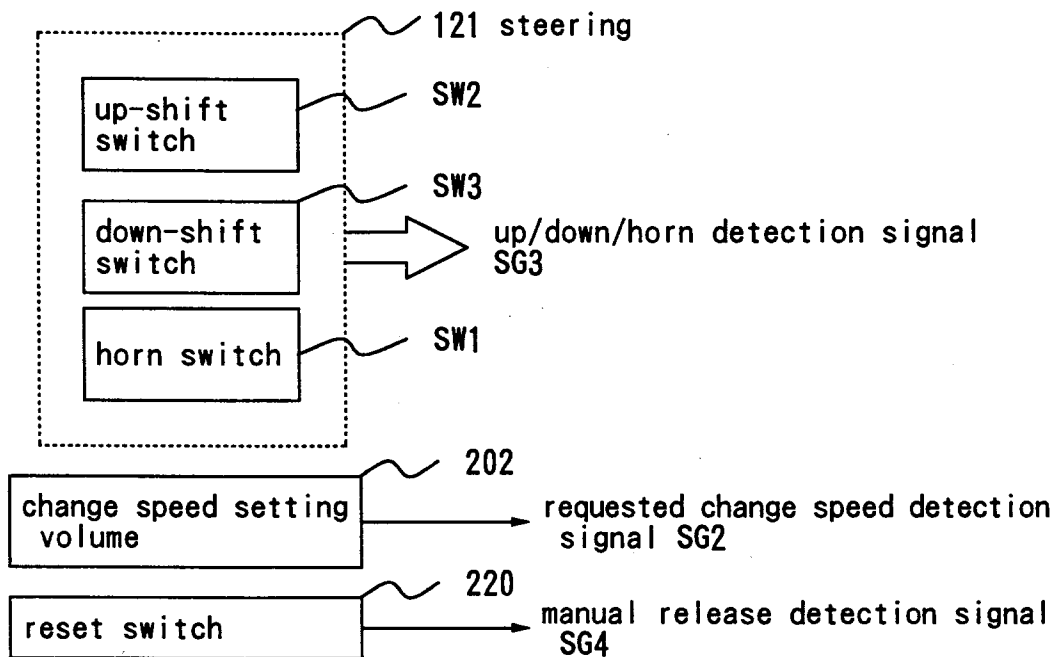 121 steering
up-shift
switch
SW2
down-shift
switch
SW3
up/down/horn detection signal
SG3
horn switch
SW1
202
change speed setting
volume
requested change speed detection
signal SG2
220
reset switch
manual release detection signal
SG4